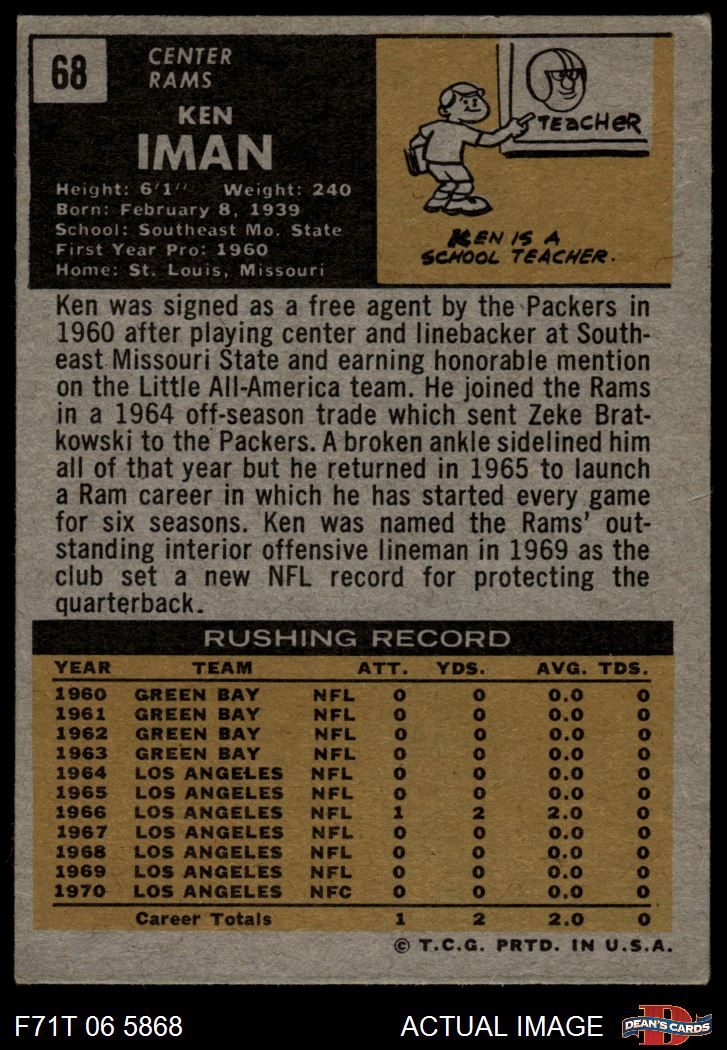 68
CENTER
RAMS
KEN
IMAN
Height: 6'1" Weight: 240
Born: February 8, 1939
School: Southeast Mo. State
First Year Pro: 1960
Home: St. Louis, Missouri
TEACHER
KEN IS A
SCHOOL TEACHER.
Ken was signed as a free agent by the Packers in
1960 after playing center and linebacker at South-
east Missouri State and earning honorable mention
on the Little All-America team. He joined the Rams
in a 1964 off-season trade which sent Zeke Brat-
kowski to the Packers. A broken ankle sidelined him
all of that year but he returned in 1965 to launch
a Ram career in which he has started every game
for six seasons. Ken was named the Rams' out-
standing interior offensive lineman in 1969 as the
club set a new NFL record for protecting the
quarterback.
RUSHING RECORD
YEAR TEAM ATT. YDS. AVG. TDS.
1960 GREEN BAY NFL 0 0 0.0 0
1961 GREEN BAY NFL 0 0 0.0 0
1962 GREEN BAY NFL 0 0 0.0 0
1963 GREEN BAY NFL 0 0 0.0 0
1964 LOS ANGELES NFL 0 0 0.0 0
1965 LOS ANGELES NFL 0 0 0.0 0
1966 LOS ANGELES NFL 1 2 2.0 0
1967 LOS ANGELES NFL 0 0 0.0 0
1968 LOS ANGELES NFL 0 0 0.0 0
1969 LOS ANGELES NFL 0 0 0.0 0
1970 LOS ANGELES NFC 0 0 0.0 0
Career Totals 1 2 2.0 0
© T.C.G. PRTD. IN U.S.A.
F71T 06 5868 ACTUAL IMAGE D DEAN'S CARDS